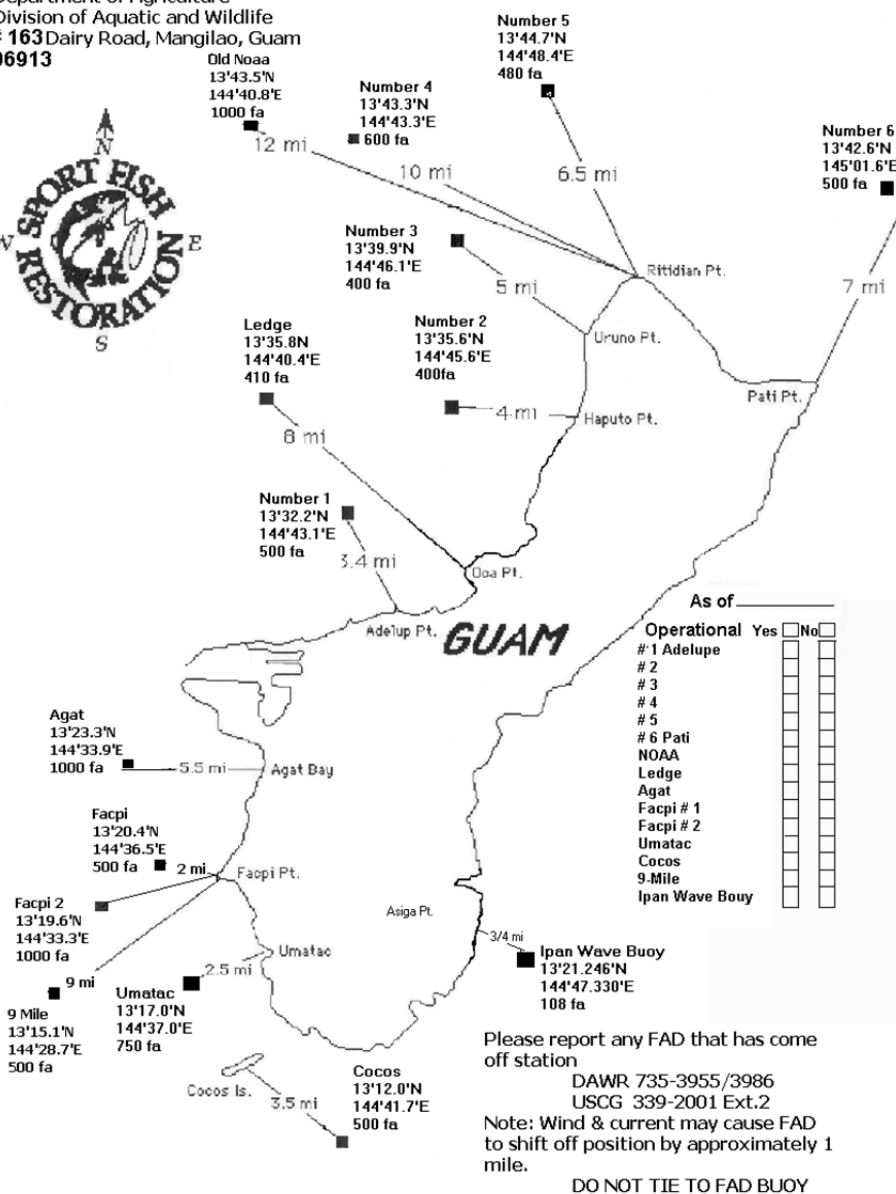 Department of Agriculture
Division of Aquatic and Wildlife
# 163 Dairy Road, Mangilao, Guam
96913
Number 5
13'44.7'N
144'48.4'E
480 fa
Old Noaa
13'43.5'N
144'40.8'E
1000 fa
Number 4
13'43.3'N
144'43.3'E
600 fa
Number 6
13'42.6'N
145'01.6'E
500 fa
12 mi
10 mi
6.5 mi
N
SPORT FISH
RESTORATION
W
E
S
Number 3
13'39.9'N
144'46.1'E
400 fa
5 mi
Ritidian Pt.
7 mi
Ledge
13'35.8N
144'40.4'E
410 fa
Number 2
13'35.6'N
144'45.6'E
400fa
Uruno Pt.
Pati Pt.
4 mi
Haputo Pt.
8 mi
Number 1
13'32.2'N
144'43.1'E
500 fa
3.4 mi
Ooa Pt.
Adelup Pt.
GUAM
As of
Operational Yes No
#'1 Adelupe
# 2
# 3
# 4
# 5
# 6 Pati
NOAA
Ledge
Agat
Facpi # 1
Facpi # 2
Umatac
Cocos
9-Mile
Ipan Wave Bouy
Agat
13'23.3'N
144'33.9'E
1000 fa
5.5 mi
Agat Bay
Facpi
13'20.4'N
144'36.5'E
500 fa
2 mi
Facpi Pt.
Facpi 2
13'19.6'N
144'33.3'E
1000 fa
Asiga Pt.
3/4 mi
Ipan Wave Buoy
13'21.246'N
144'47.330'E
108 fa
Umatac
2.5 mi
9 mi
9 Mile
13'15.1'N
144'28.7'E
500 fa
Umatac
13'17.0'N
144'37.0'E
750 fa
Cocos Is.
3.5 mi
Cocos
13'12.0'N
144'41.7'E
500 fa
Please report any FAD that has come
off station
DAWR 735-3955/3986
USCG 339-2001 Ext.2
Note: Wind & current may cause FAD
to shift off position by approximately 1
mile.
DO NOT TIE TO FAD BUOY